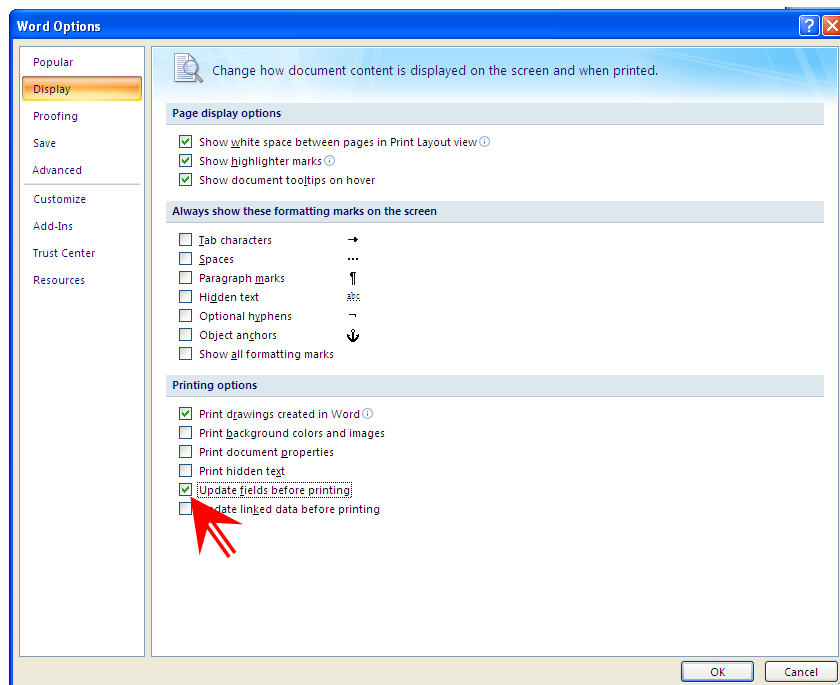 Word Options
Popular
Display
Proofing
Save
Advanced
Customize
Add-Ins
Trust Center
Resources
Change how document content is displayed on the screen and when printed.
Page display options
Show white space between pages in Print Layout view
Show highlighter marks
Show document tooltips on hover
Always show these formatting marks on the screen
Tab characters →
Spaces ...
Paragraph marks ¶
Hidden text abc
Optional hyphens ¬
Object anchors
Show all formatting marks
Printing options
Print drawings created in Word
Print background colors and images
Print document properties
Print hidden text
Update fields before printing
Update linked data before printing
OK Cancel